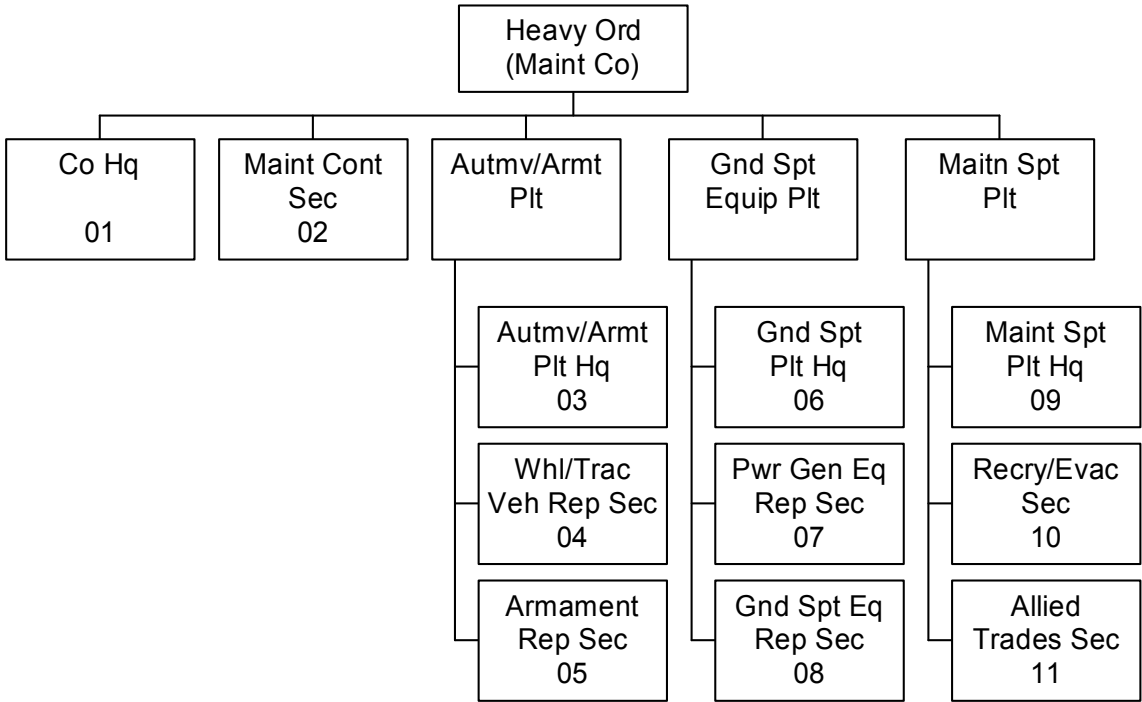 Heavy Ord
(Maint Co)
Co Hq
01
Maint Cont
Sec
02
Autmv/Armt
Plt
Gnd Spt
Equip Plt
Maitn Spt
Plt
Autmv/Armt
Plt Hq
03
Gnd Spt
Plt Hq
06
Maint Spt
Plt Hq
09
Whl/Trac
Veh Rep Sec
04
Pwr Gen Eq
Rep Sec
07
Recry/Evac
Sec
10
Armament
Rep Sec
05
Gnd Spt Eq
Rep Sec
08
Allied
Trades Sec
11